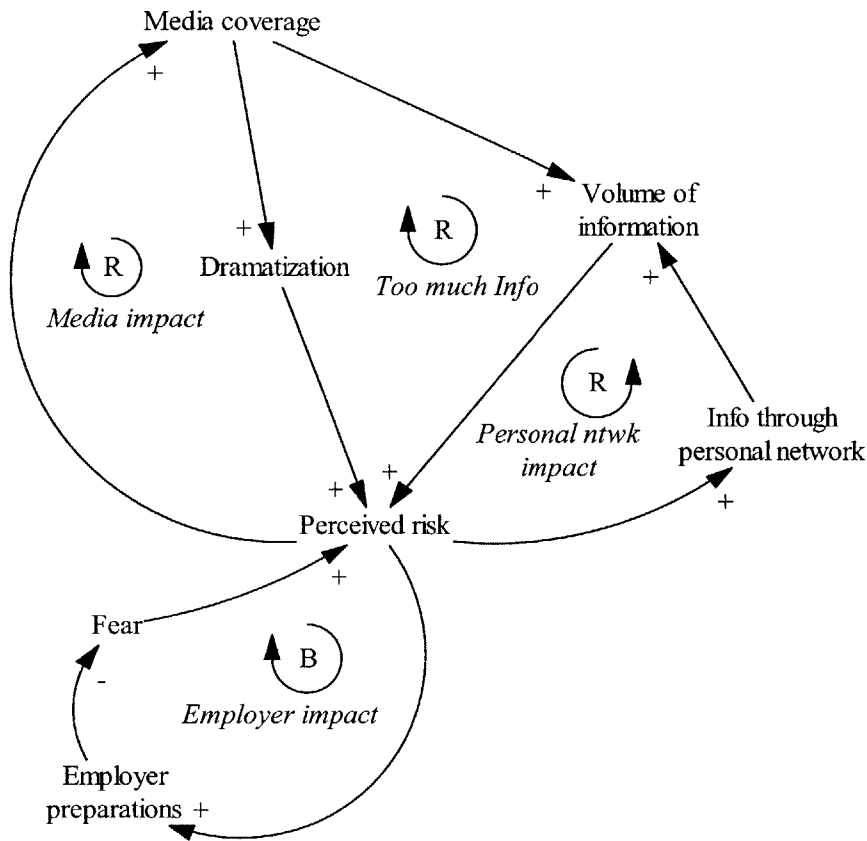 Media coverage
+
+
+
Volume of
information
R
Dramatization
R
Media impact
Too much Info
+
R
Personal ntwk
impact
Info through
personal network
+
+
+
Perceived risk
+
Fear
-
B
Employer impact
Employer
preparations +